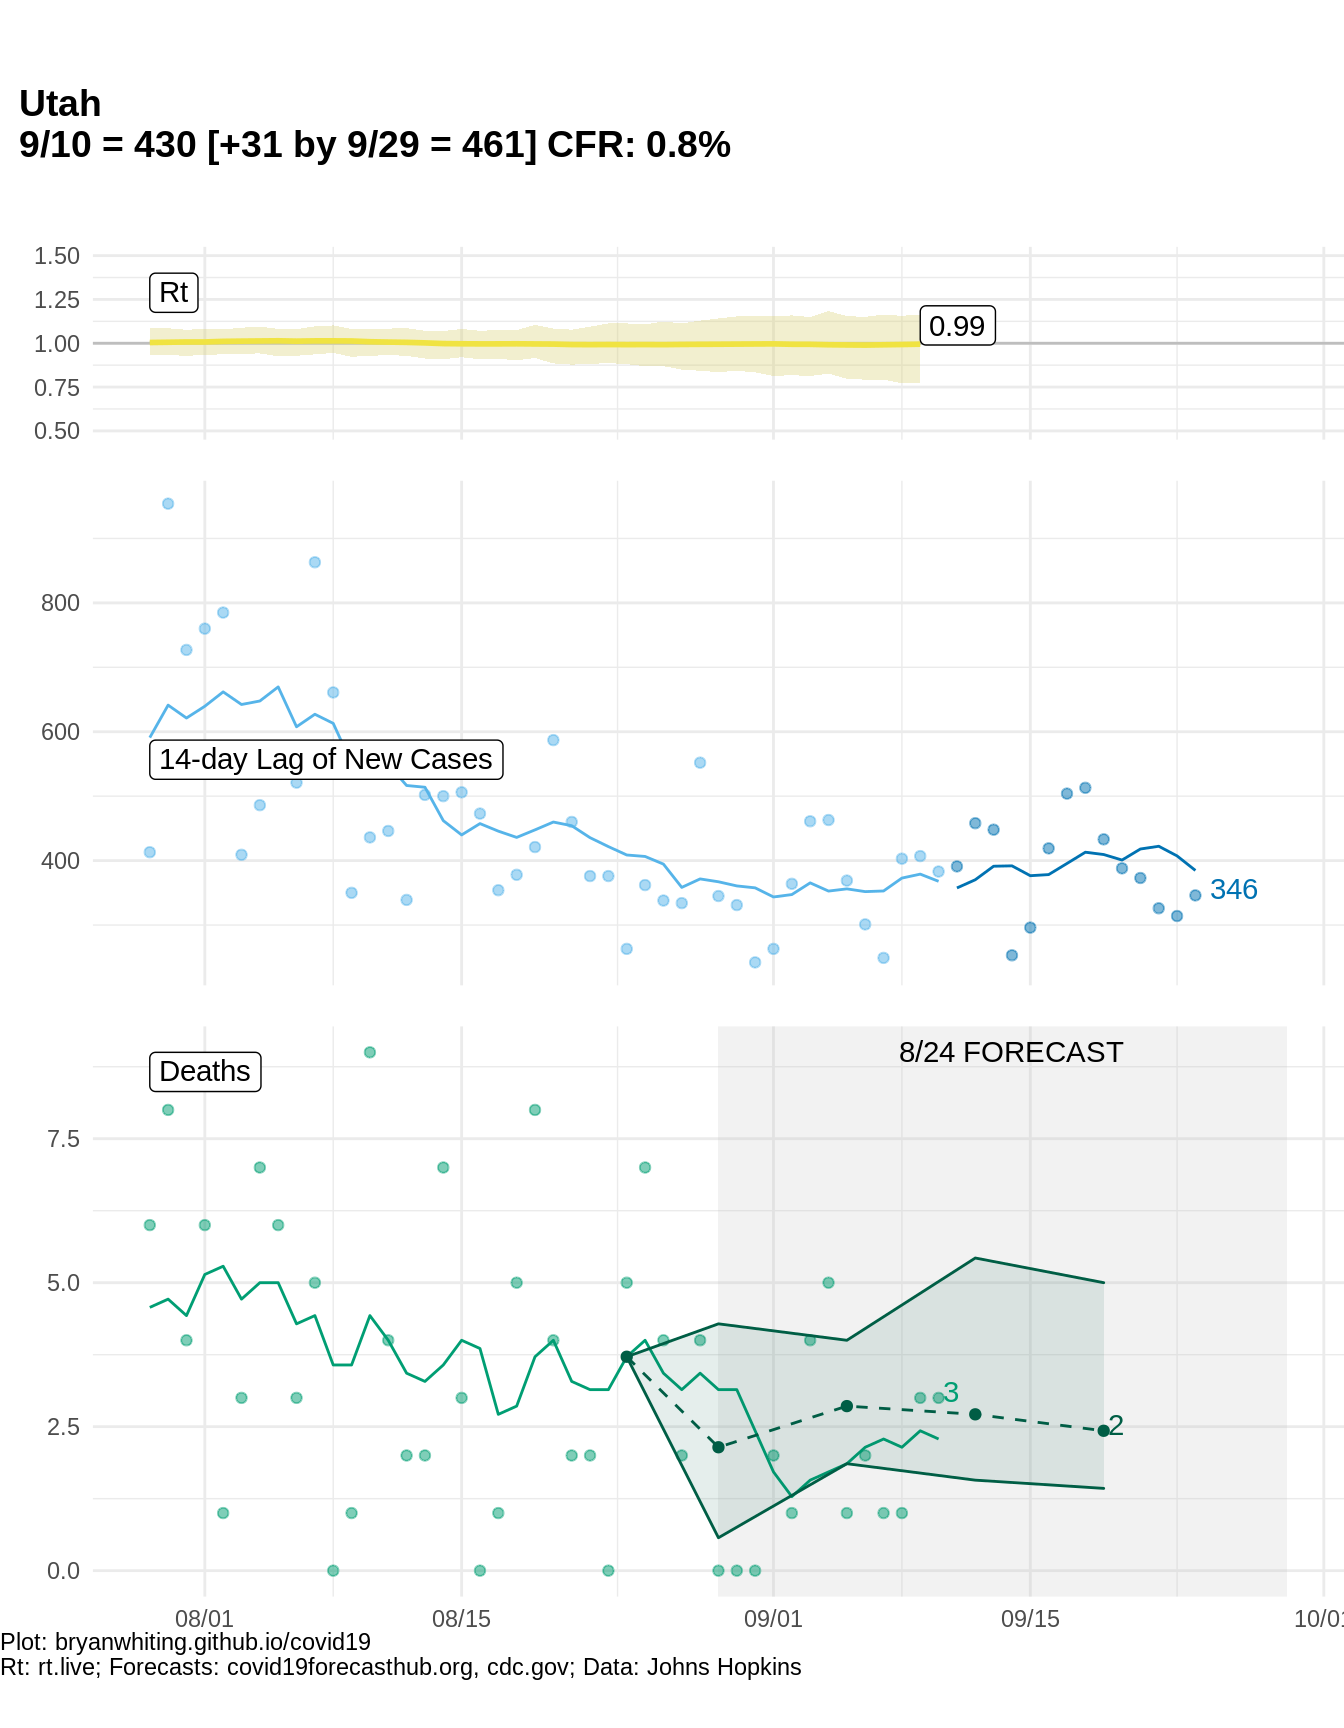 Utah
9/10 = 430 [+31 by 9/29 = 461] CFR: 0.8%
1.50
Rt
1.25
0.99
1.00
0.75
0.50
800
600
14-day Lag of New Cases
400
346
8/24 FORECAST
Deaths
7.5
5.0
3
2.5
2
0.0
08/01
08/15
09/01
09/15
10/01
Plot: bryanwhiting.github.io/covid19
Rt: rt.live; Forecasts: covid19forecasthub.org, cdc.gov; Data: Johns Hopkins